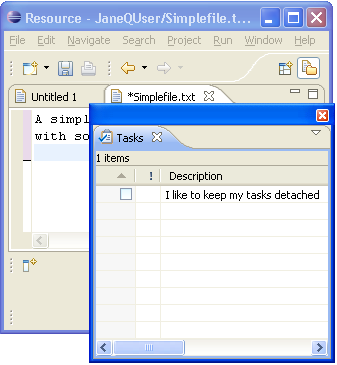 Resource - JaneQUser/Simplefile.t...
File Edit Navigate Search Project Run Window Help
Untitled 1 *Simplefile.txt
A simpl
with so
Tasks
1 items
! Description
I like to keep my tasks detached